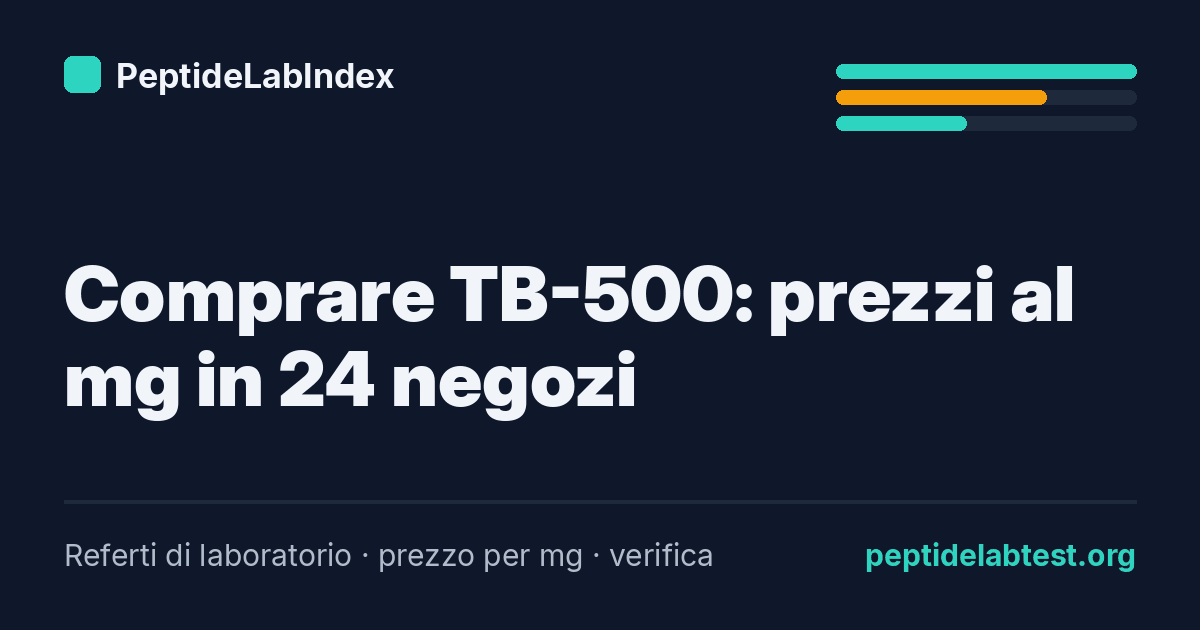 PeptideLabIndex
Comprare TB-500: prezzi al
mg in 24 negozi
Referti di laboratorio · prezzo per mg · verifica
peptidelabtest.org